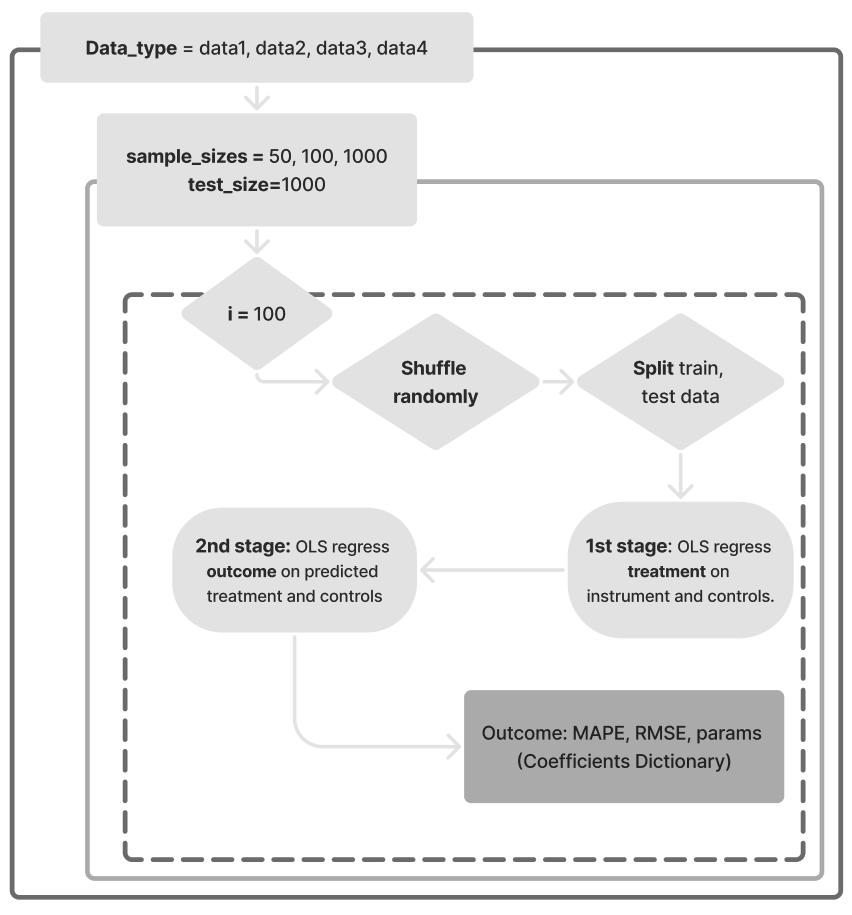 Data_type = data1, data2, data3, data4
sample_sizes = 50, 100, 1000
test_size=1000
i = 100
Shuffle
randomly
Split train,
test data
1st stage: OLS regress
treatment on
instrument and controls.
2nd stage: OLS regress
outcome on predicted
treatment and controls
Outcome: MAPE, RMSE, params
(Coefficients Dictionary)